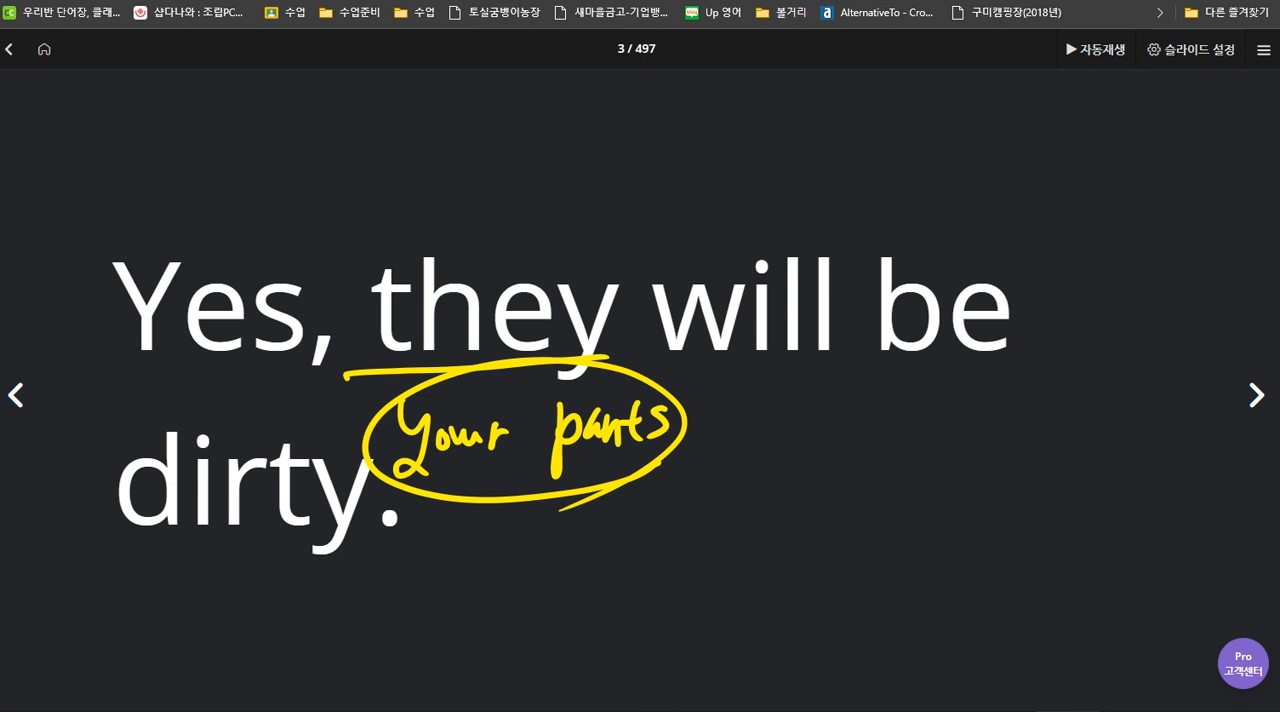 우리반 단어장, 클래... 샵다나와 : 조립PC... 수업 수업준비 수업 토실굼벵이농장 새마을금고-기업뱅... Up 영어 볼거리 AlternativeTo - Cro... 구미캠핑장(2018년) 다른 즐겨찾기
3 / 497 자동재생 슬라이드 설정
Yes, they will be
your pants
dirty.
Pro
고객센터